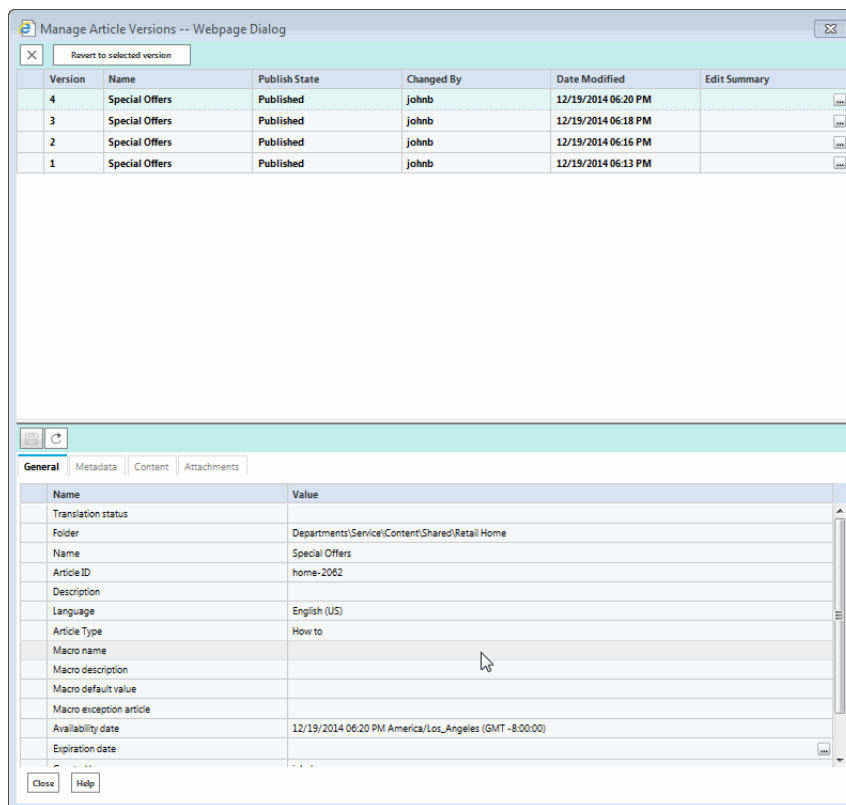 Manage Article Versions -- Webpage Dialog
Revert to selected version
Version Name Publish State Changed By Date Modified Edit Summary
4 Special Offers Published johnb 12/19/2014 06:20 PM ...
3 Special Offers Published johnb 12/19/2014 06:18 PM ...
2 Special Offers Published johnb 12/19/2014 06:16 PM ...
1 Special Offers Published johnb 12/19/2014 06:13 PM ...
General Metadata Content Attachments
Name Value
Translation status
Folder Departments\Service\Content\Shared\Retail Home
Name Special Offers
Article ID home-2062
Description
Language English (US)
Article Type How to
Macro name
Macro description
Macro default value
Macro exception article
Availability date 12/19/2014 06:20 PM America/Los_Angeles (GMT -8:00:00)
Expiration date ...
Close Help